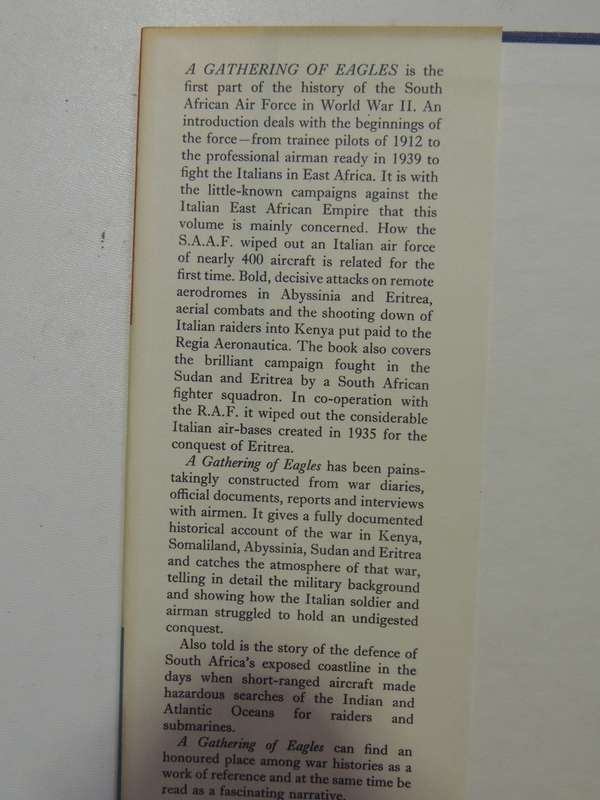 A GATHERING OF EAGLES is the
first part of the history of the South
African Air Force in World War II. An
introduction deals with the beginnings of
the force—from trainee pilots of 1912 to
the professional airman ready in 1939 to
fight the Italians in East Africa. It is with
the little-known campaigns against the
Italian East African Empire that this
volume is mainly concerned. How the
S.A.A.F. wiped out an Italian air force
of nearly 400 aircraft is related for the
first time. Bold, decisive attacks on remote
aerodromes in Abyssinia and Eritrea,
aerial combats and the shooting down of
Italian raiders into Kenya put paid to the
Regia Aeronautica. The book also covers
the brilliant campaign fought in the
Sudan and Eritrea by a South African
fighter squadron. In co-operation with
the R.A.F. it wiped out the considerable
Italian air-bases created in 1935 for the
conquest of Eritrea.
A Gathering of Eagles has been pains-
takingly constructed from war diaries,
official documents, reports and interviews
with airmen. It gives a fully documented
historical account of the war in Kenya,
Somaliland, Abyssinia, Sudan and Eritrea
and catches the atmosphere of that war,
telling in detail the military background
and showing how the Italian soldier and
airman struggled to hold an undigested
conquest.
Also told is the story of the defence of
South Africa's exposed coastline in the
days when short-ranged aircraft made
hazardous searches of the Indian and
Atlantic Oceans for raiders and
submarines.
A Gathering of Eagles can find an
honoured place among war histories as a
work of reference and at the same time be
read as a fascinating narrative.